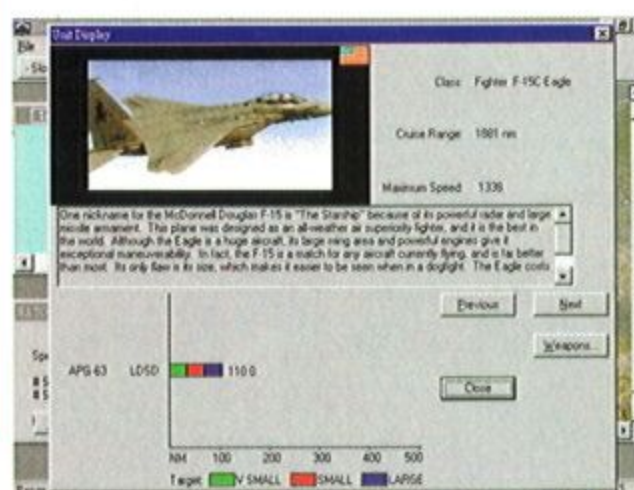 Unit Display
Class Fighter F-15C Eagle
Cruise Range 1881 nm
Maximum Speed 1336
One nickname for the McDonnell Douglas F-15 is "The Starship" because of its powerful radar and large
missile armament. This plane was designed as an all-weather air superiority fighter, and it is the best in
the world. Although the Eagle is a huge aircraft, its large wing area and powerful engines give it
exceptional maneuverability. In fact, the F-15 is a match for any aircraft currently flying, and is far better
than most. Its only flaw is its size, which makes it easier to be seen when in a dogfight. The Eagle costs
Previous Next
Weapons...
APG-63 LDSD 110.0
Close
NM 100 200 300 400 500
Target: V SMALL SMALL LARGE